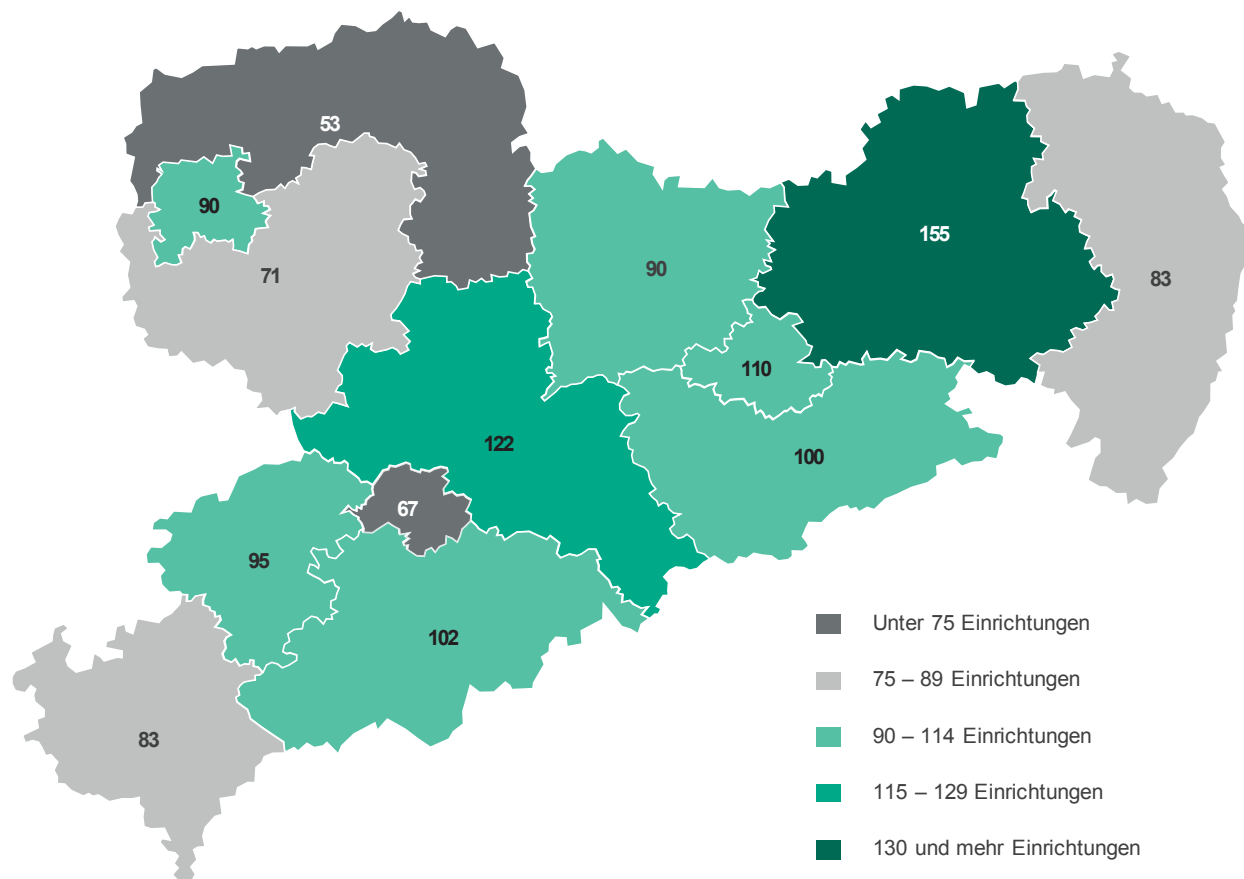 53
90
71
90
155
83
110
122
100
67
95
102
83
Unter 75 Einrichtungen
75 – 89 Einrichtungen
90 – 114 Einrichtungen
115 – 129 Einrichtungen
130 und mehr Einrichtungen